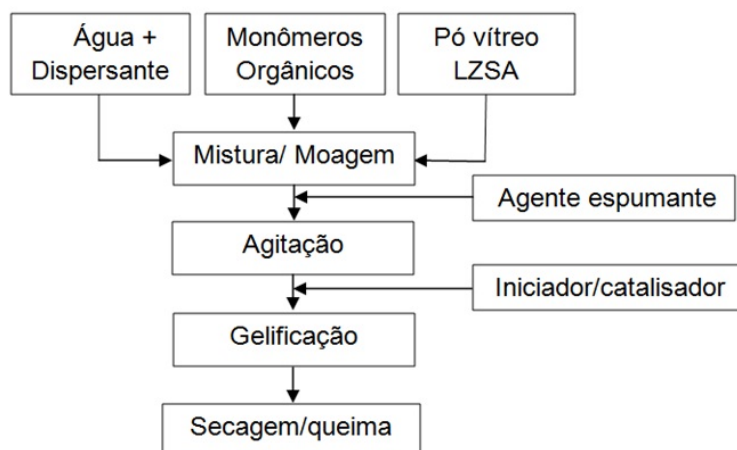 Água +
Dispersante
Monômeros
Orgânicos
Pó vítreo
LZSA
Mistura/ Moagem
Agente espumante
Agitação
Iniciador/catalisador
Gelificação
Secagem/queima